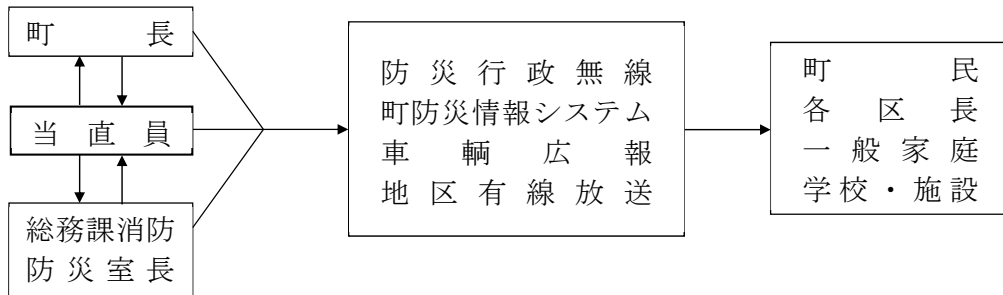 町長
当直員
総務課消防
防災室長
防災行政無線
町防災情報システム
車輌広報
地区有線放送
町民
各区長
一般家庭
学校・施設